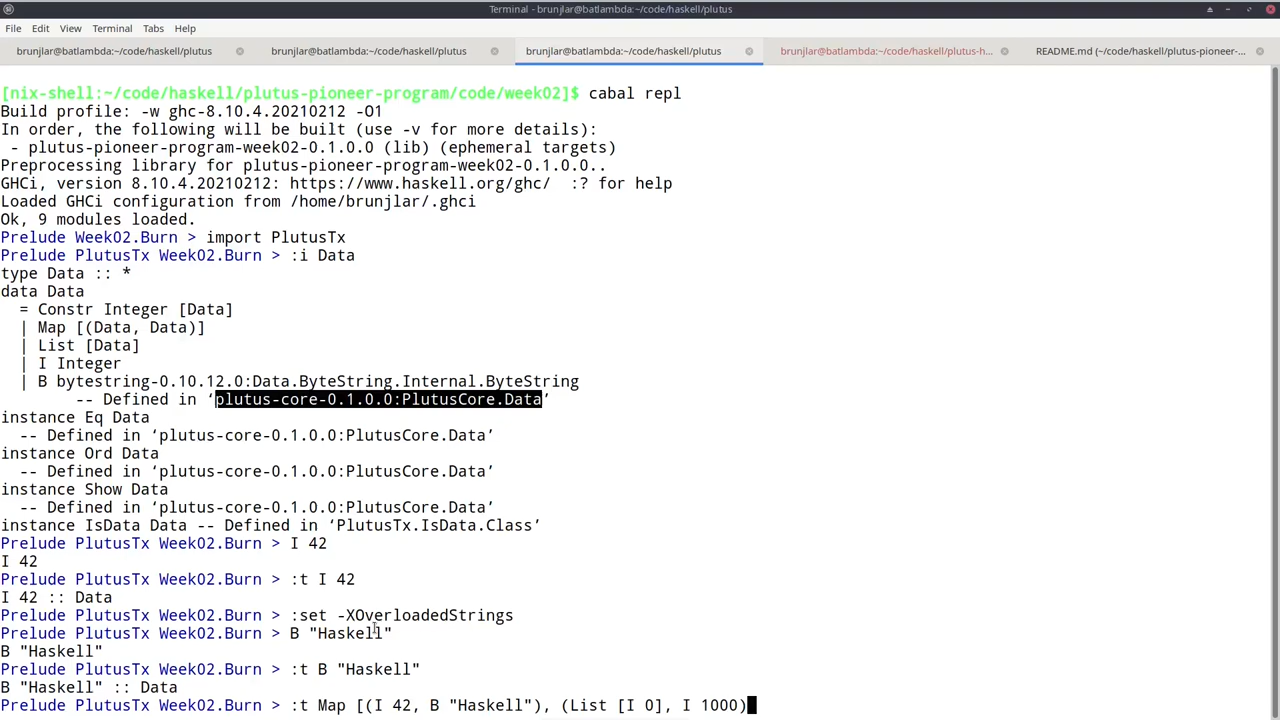 Terminal - brunjlar@batlambda:~/code/haskell/plutus
File Edit View Terminal Tabs Help
brunjlar@batlambda:~/code/haskell/plutus brunjlar@batlambda:~/code/haskell/plutus brunjlar@batlambda:~/code/haskell/plutus brunjlar@batlambda:~/code/haskell/plutus-h... README.md (~/code/haskell/plutus-pioneer-...
[nix-shell:~/code/haskell/plutus-pioneer-program/code/week02]$ cabal repl
Build profile: -w ghc-8.10.4.20210212 -O1
In order, the following will be built (use -v for more details):
 - plutus-pioneer-program-week02-0.1.0.0 (lib) (ephemeral targets)
Preprocessing library for plutus-pioneer-program-week02-0.1.0.0..
GHCi, version 8.10.4.20210212: https://www.haskell.org/ghc/  :? for help
Loaded GHCi configuration from /home/brunjlar/.ghci
Ok, 9 modules loaded.
Prelude Week02.Burn > import PlutusTx
Prelude PlutusTx Week02.Burn > :i Data
type Data :: *
data Data
  = Constr Integer [Data]
  | Map [(Data, Data)]
  | List [Data]
  | I Integer
  | B bytestring-0.10.12.0:Data.ByteString.Internal.ByteString
        -- Defined in ‘plutus-core-0.1.0.0:PlutusCore.Data’
instance Eq Data
  -- Defined in ‘plutus-core-0.1.0.0:PlutusCore.Data’
instance Ord Data
  -- Defined in ‘plutus-core-0.1.0.0:PlutusCore.Data’
instance Show Data
  -- Defined in ‘plutus-core-0.1.0.0:PlutusCore.Data’
instance IsData Data -- Defined in ‘PlutusTx.IsData.Class’
Prelude PlutusTx Week02.Burn > I 42
I 42
Prelude PlutusTx Week02.Burn > :t I 42
I 42 :: Data
Prelude PlutusTx Week02.Burn > :set -XOverloadedStrings
Prelude PlutusTx Week02.Burn > B "Haskell"
B "Haskell"
Prelude PlutusTx Week02.Burn > :t B "Haskell"
B "Haskell" :: Data
Prelude PlutusTx Week02.Burn > :t Map [(I 42, B "Haskell"), (List [I 0], I 1000)